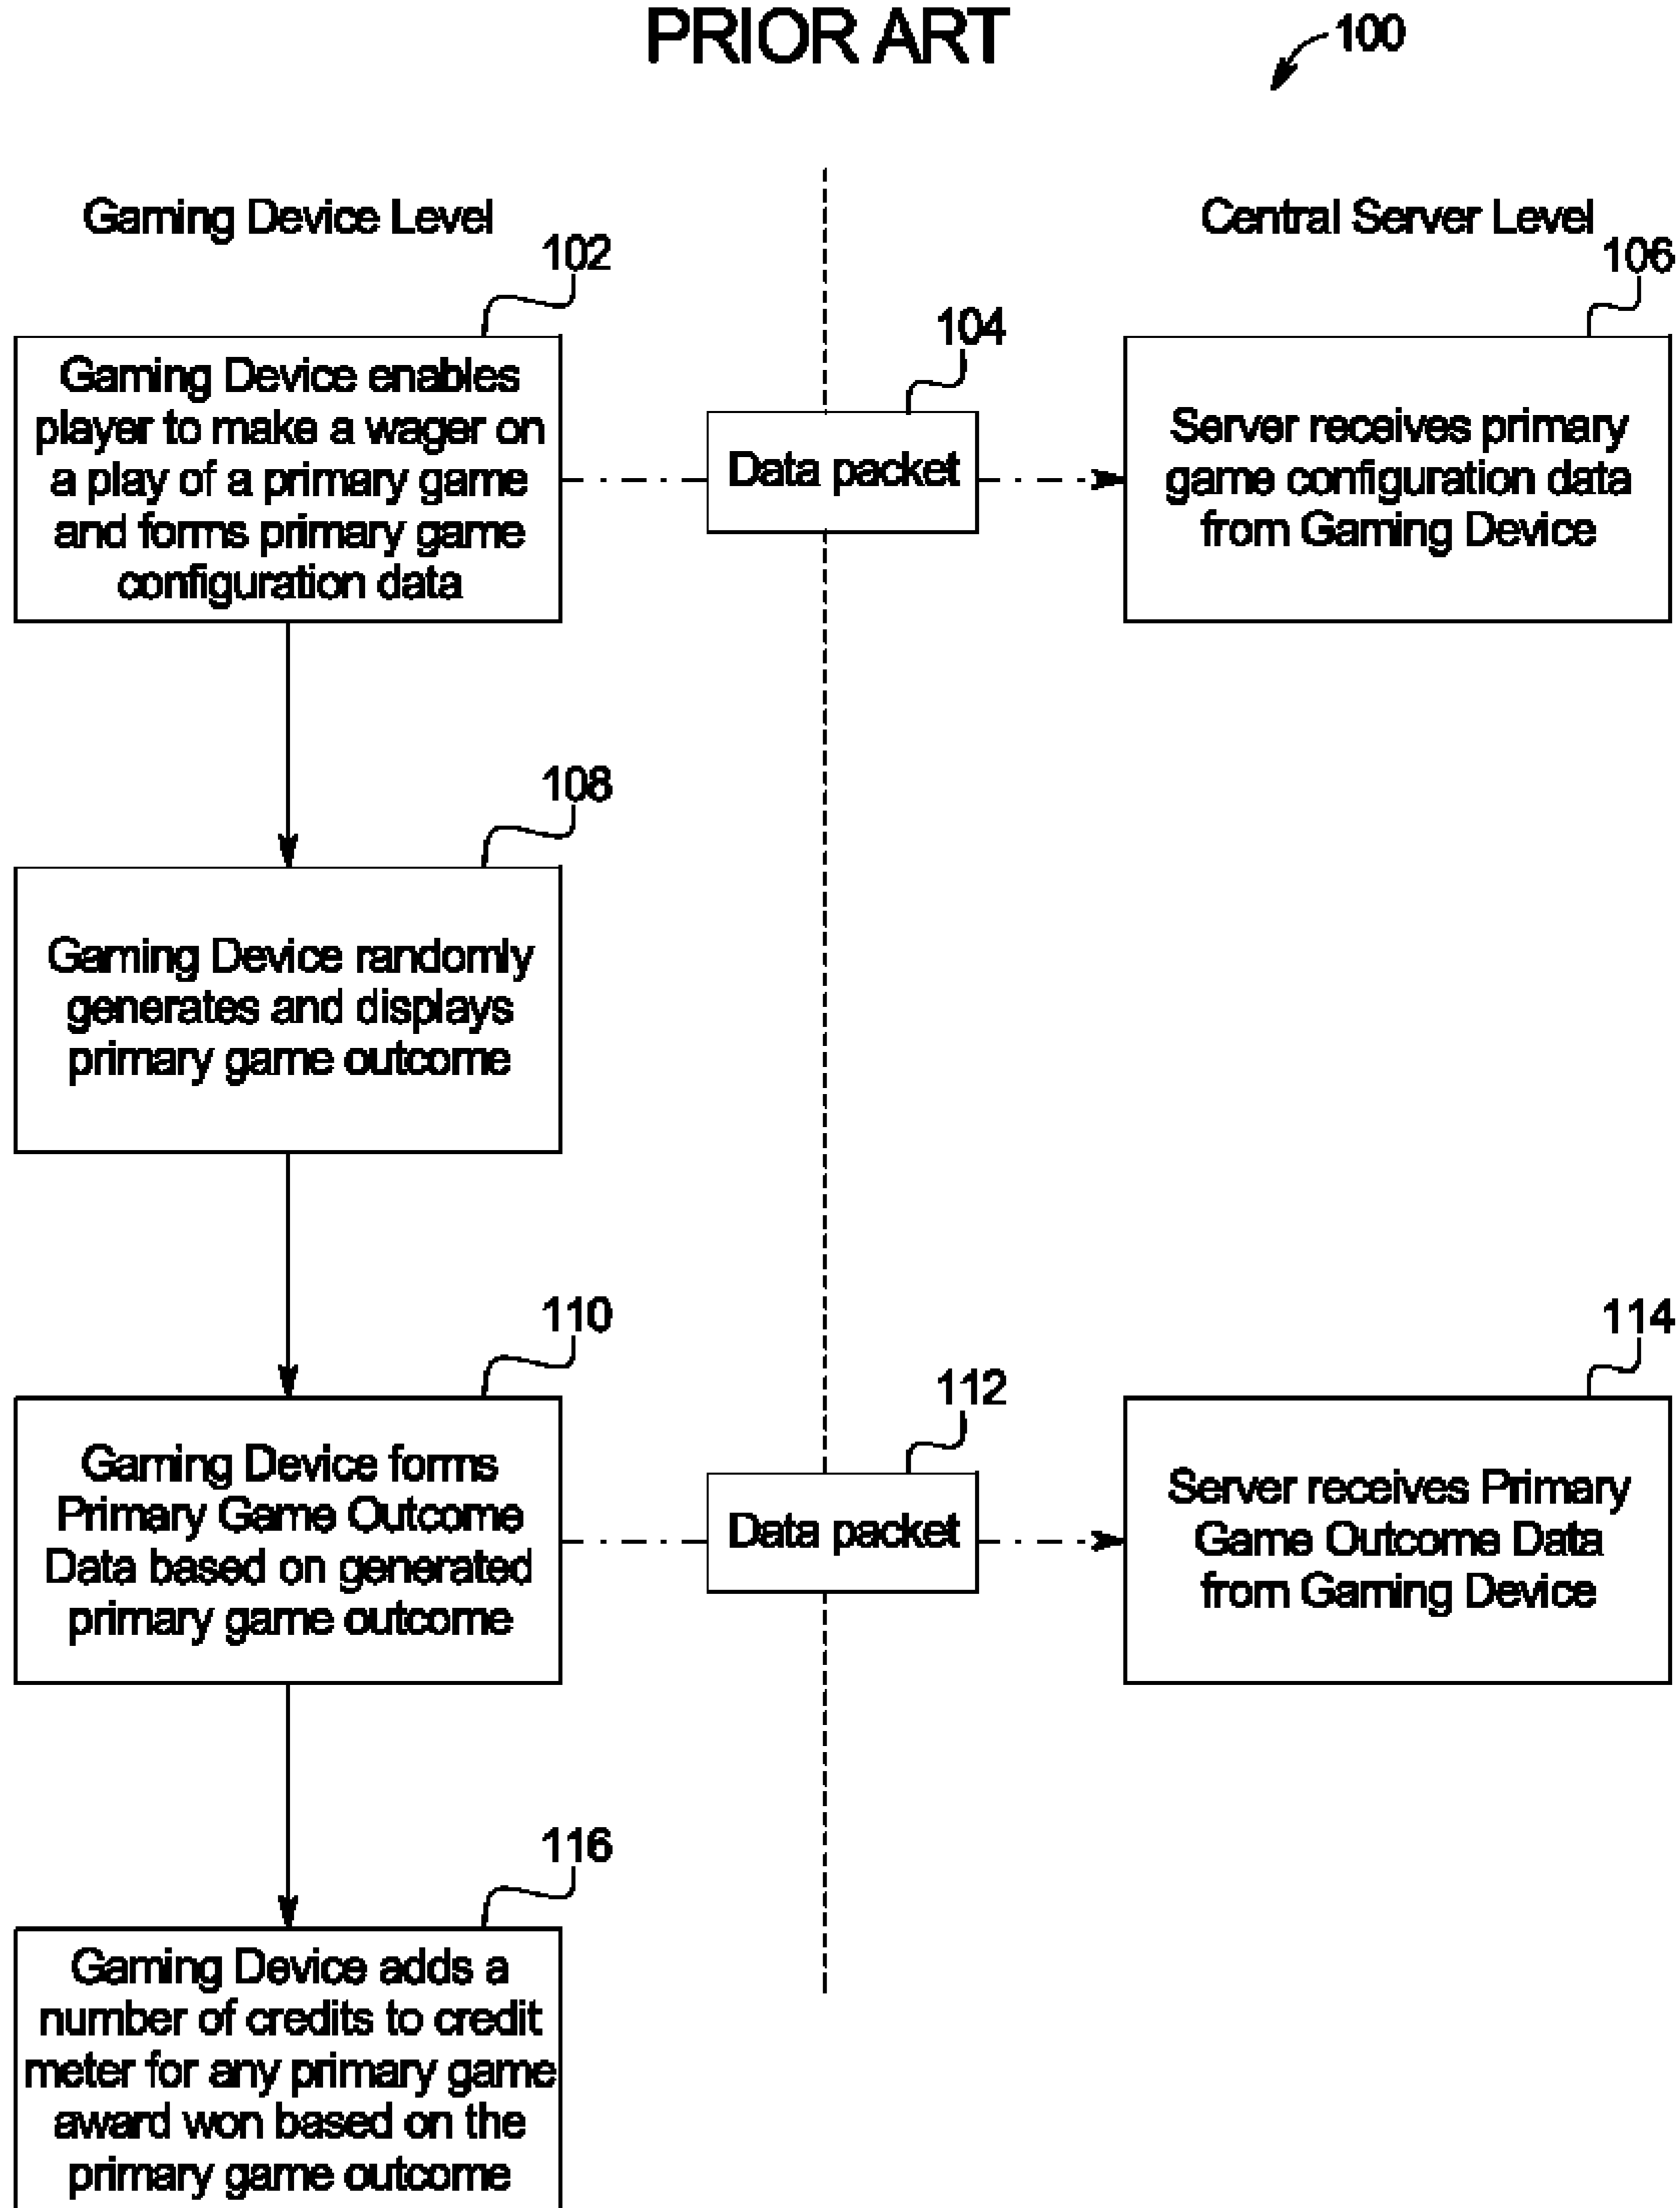 PRIOR ART
100
Gaming Device Level
Central Server Level
102
106
104
Gaming Device enables
player to make a wager on
a play of a primary game
and forms primary game
configuration data
Data packet
Server receives primary
game configuration data
from Gaming Device
108
Gaming Device randomly
generates and displays
primary game outcome
110
114
112
Gaming Device forms
Primary Game Outcome
Data based on generated
primary game outcome
Data packet
Server receives Primary
Game Outcome Data
from Gaming Device
116
Gaming Device adds a
number of credits to credit
meter for any primary game
award won based on the
primary game outcome